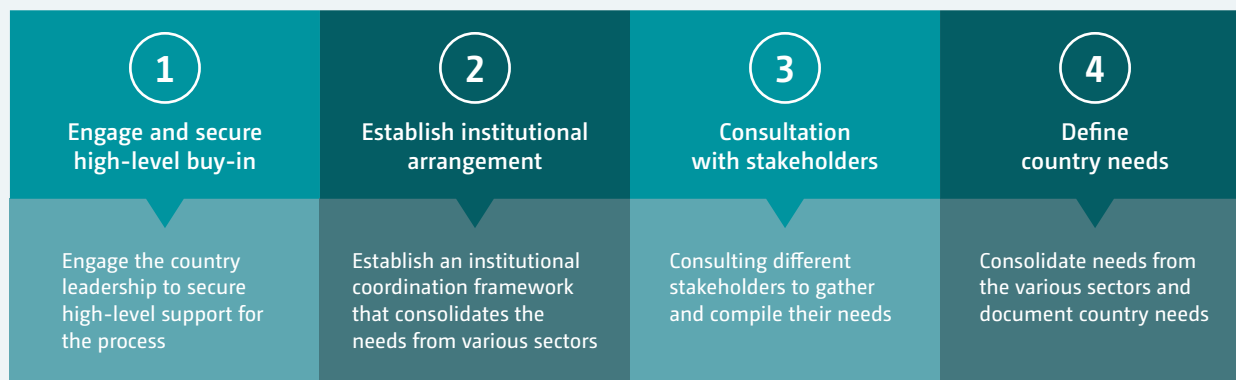 1
Engage and secure
high-level buy-in
Engage the country
leadership to secure
high-level support for
the process
2
Establish institutional
arrangement
Establish an institutional
coordination framework
that consolidates the
needs from various sectors
3
Consultation
with stakeholders
Consulting different
stakeholders to gather
and compile their needs
4
Define
country needs
Consolidate needs from
the various sectors and
document country needs